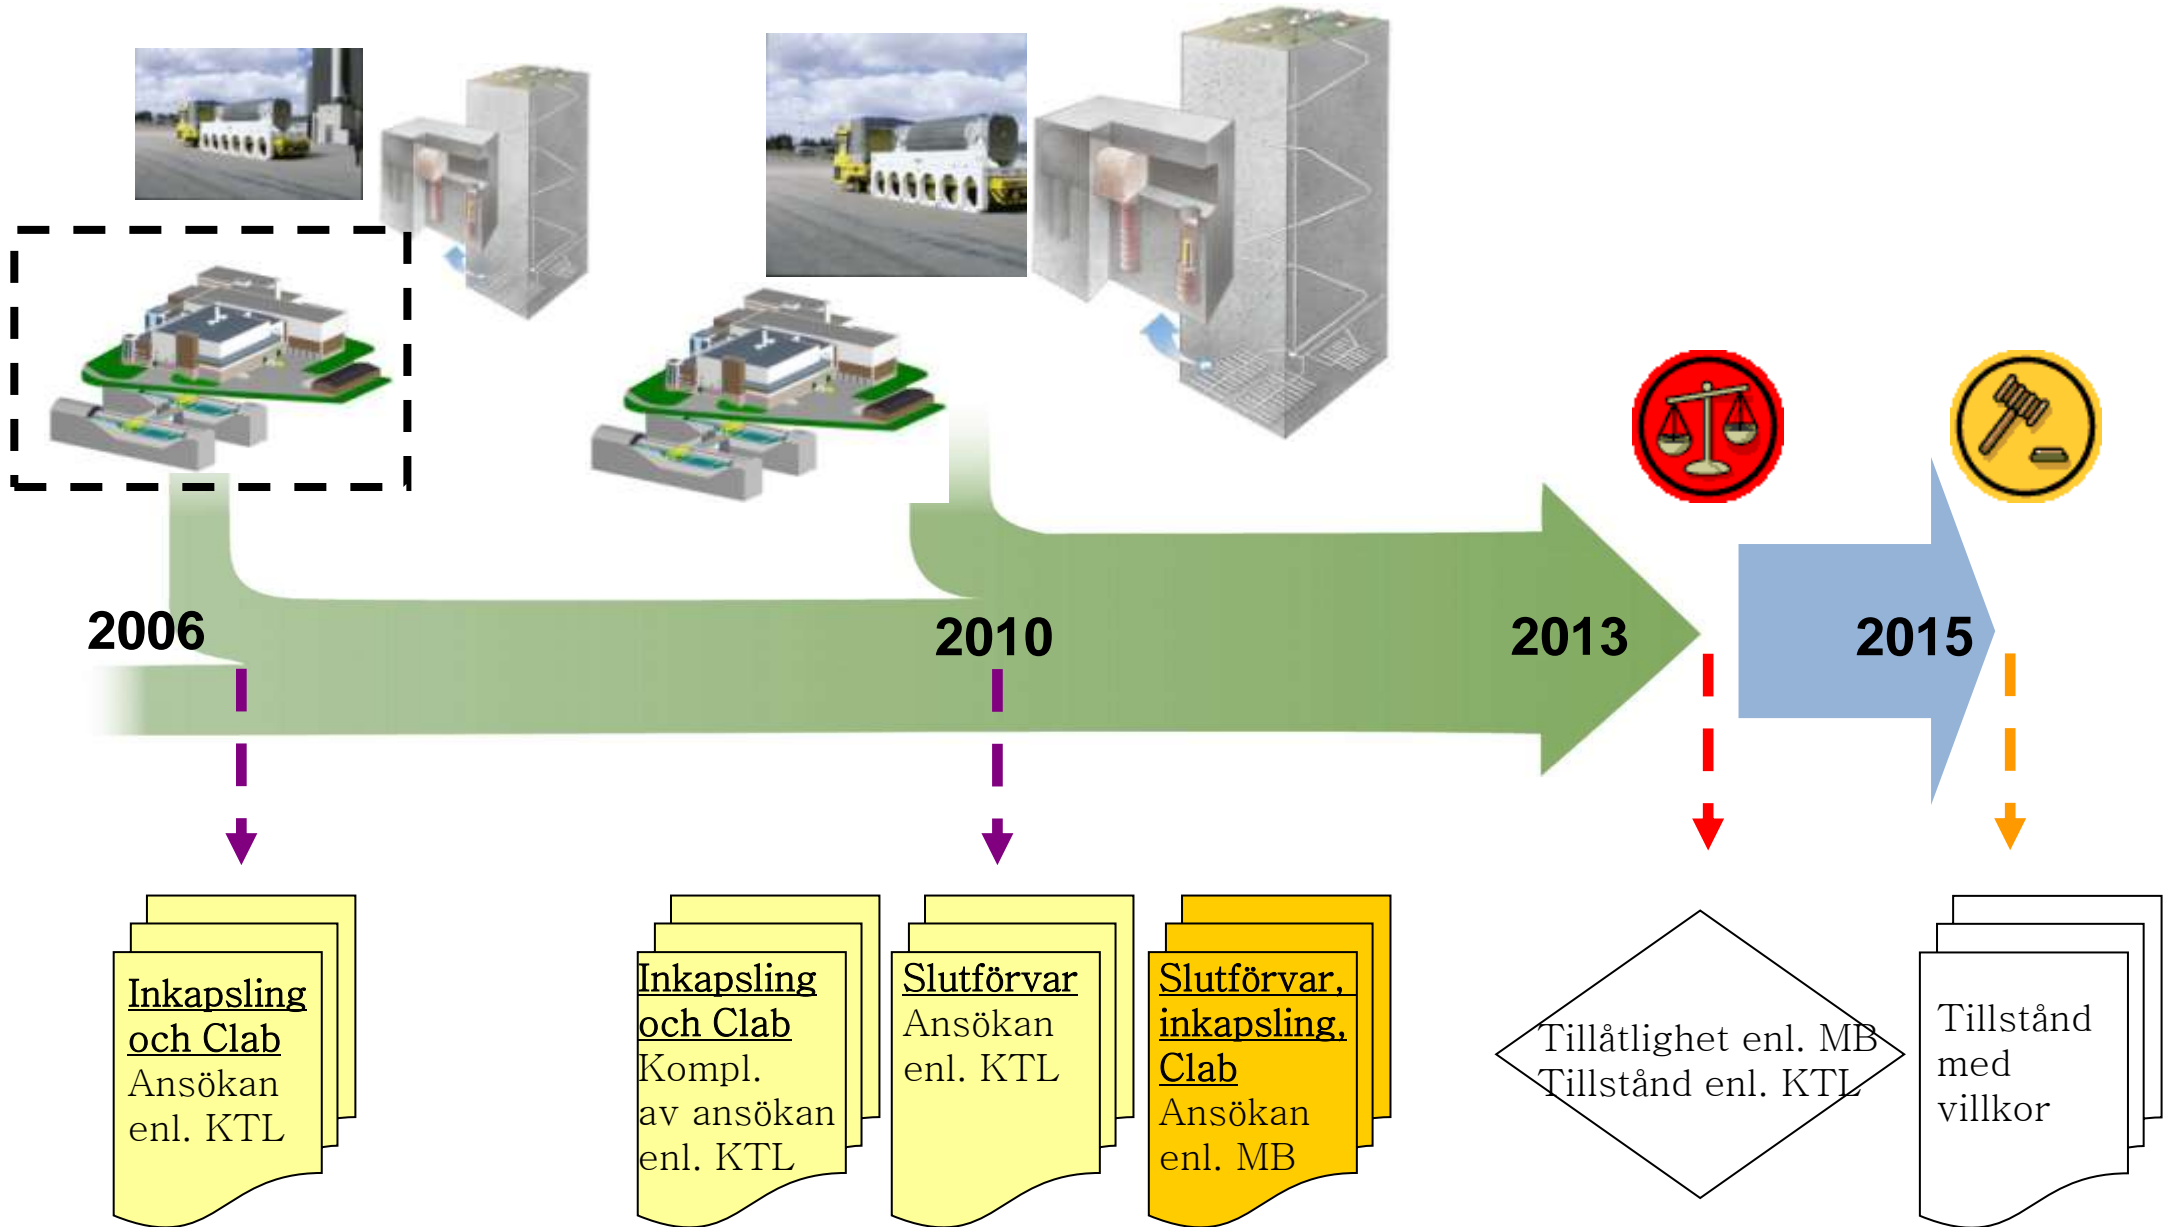 2006
2010
2013
2015
Inkapsling
och Clab
Ansökan
enl. KTL
Inkapsling
och Clab
Kompl.
av ansökan
enl. KTL
Slutförvar
Ansökan
enl. KTL
Slutförvar,
inkapsling,
Clab
Ansökan
enl. MB
Tillåtlighet enl. MB
Tillstånd enl. KTL
Tillstånd
med
villkor